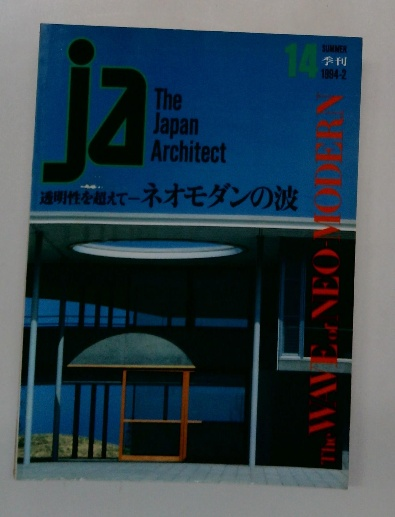 ja
The
Japan
Architect
14
SUMMER
季刊
1994-2
透明性を超えて－ネオモダンの波
The WAVE of NEO-MODERN